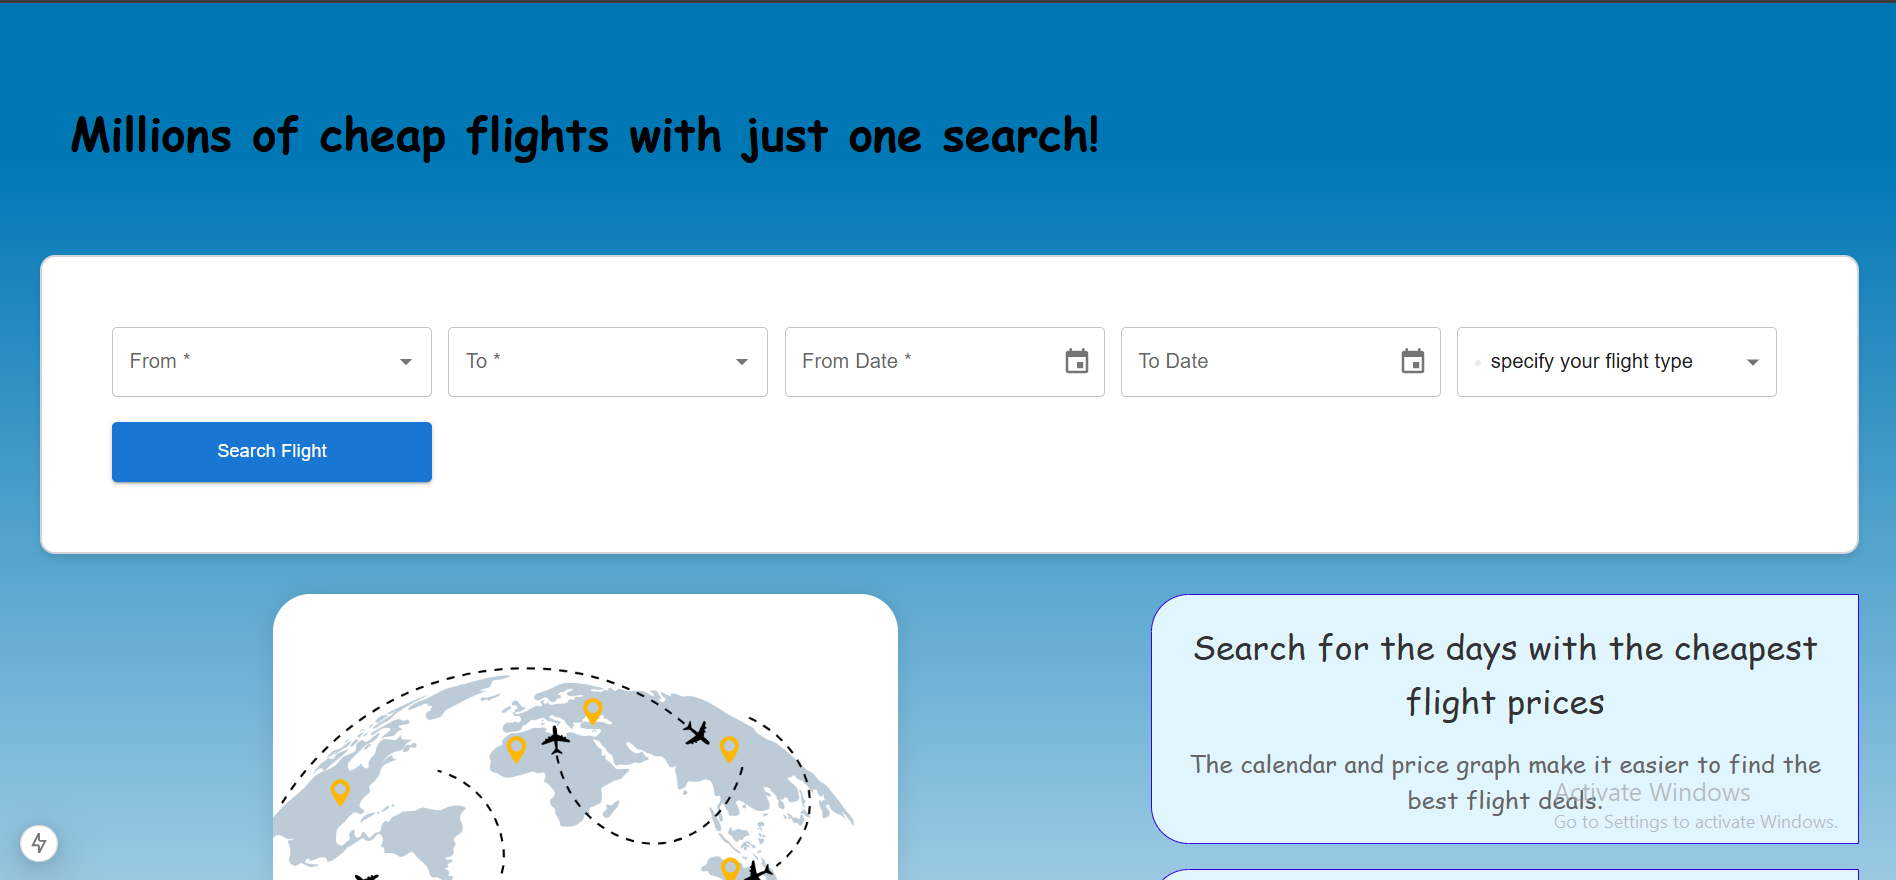 Millions of cheap flights with just one search!
From *
To *
From Date *
To Date
specify your flight type
Search Flight
Search for the days with the cheapest
flight prices
The calendar and price graph make it easier to find the
best flight deals.
Activate Windows
Go to Settings to activate Windows.